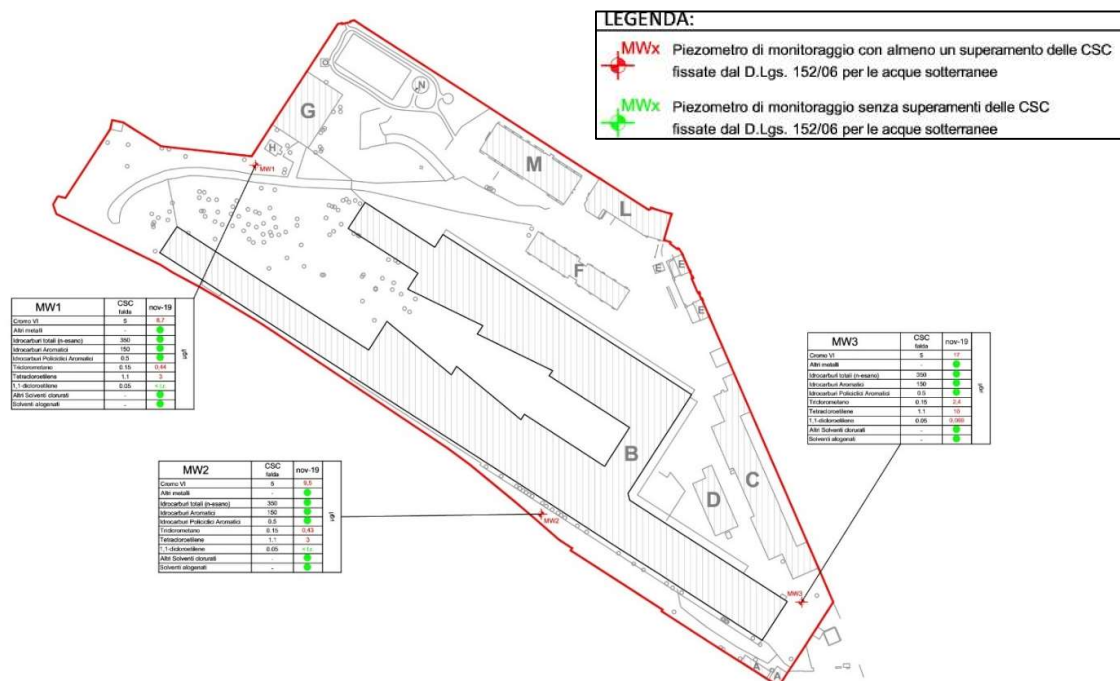 LEGENDA:
MWx Piezometro di monitoraggio con almeno un superamento delle CSC
fissate dal D.Lgs. 152/06 per le acque sotterranee
MWx Piezometro di monitoraggio senza superamenti delle CSC
fissate dal D.Lgs. 152/06 per le acque sotterranee
G
N
H
MW1
M
L
F
E
E
E
B
C
D
MW2
MW3
A
A
MW1 CSC falda nov-19
Cromo VI 5 8,7
Altri metalli -
Idrocarburi totali (n-esano) 350
Idrocarburi Aromatici 150
Idrocarburi Policiclici Aromatici 0.5
Triclorometano 0.15 0,44
Tetracloroetilene 1.1 3
1,1-dicloroetilene 0.05
Altri Solventi clorurati -
Solventi alogenati -
µg/l
MW3 CSC falda nov-19
Cromo VI 5 17
Altri metalli -
Idrocarburi totali (n-esano) 350
Idrocarburi Aromatici 150
Idrocarburi Policiclici Aromatici 0.5
Triclorometano 0.15 2,4
Tetracloroetilene 1.1
1,1-dicloroetilene 0.05
Altri Solventi clorurati -
Solventi alogenati -
µg/l
MW2 CSC falda nov-19
Cromo VI 5 9,5
Altri metalli -
Idrocarburi totali (n-esano) 350
Idrocarburi Aromatici 150
Idrocarburi Policiclici Aromatici 0.5
Triclorometano 0.15 0,43
Tetracloroetilene 1.1 3
1,1-dicloroetilene 0.05
Altri Solventi clorurati -
Solventi alogenati -
µg/l